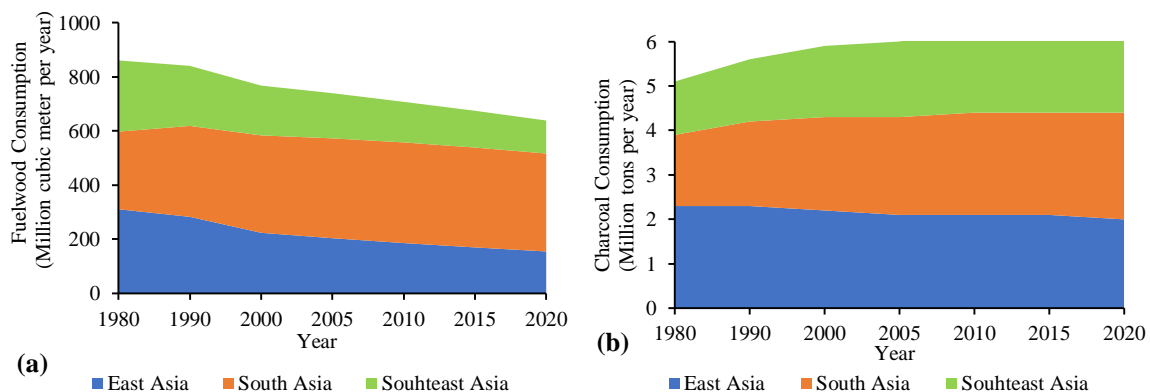 Fuelwood Consumption
(Million cubic meter per year)
1000
800
600
400
200
0
1980 1990 2000 2005 2010 2015 2020
Year
(a)
East Asia South Asia Souhteast Asia
Charcoal Consumption
(Million tons per year)
6
5
4
3
2
1
0
1980 1990 2000 2005 2010 2015 2020
Year
(b)
East Asia South Asia Souhteast Asia